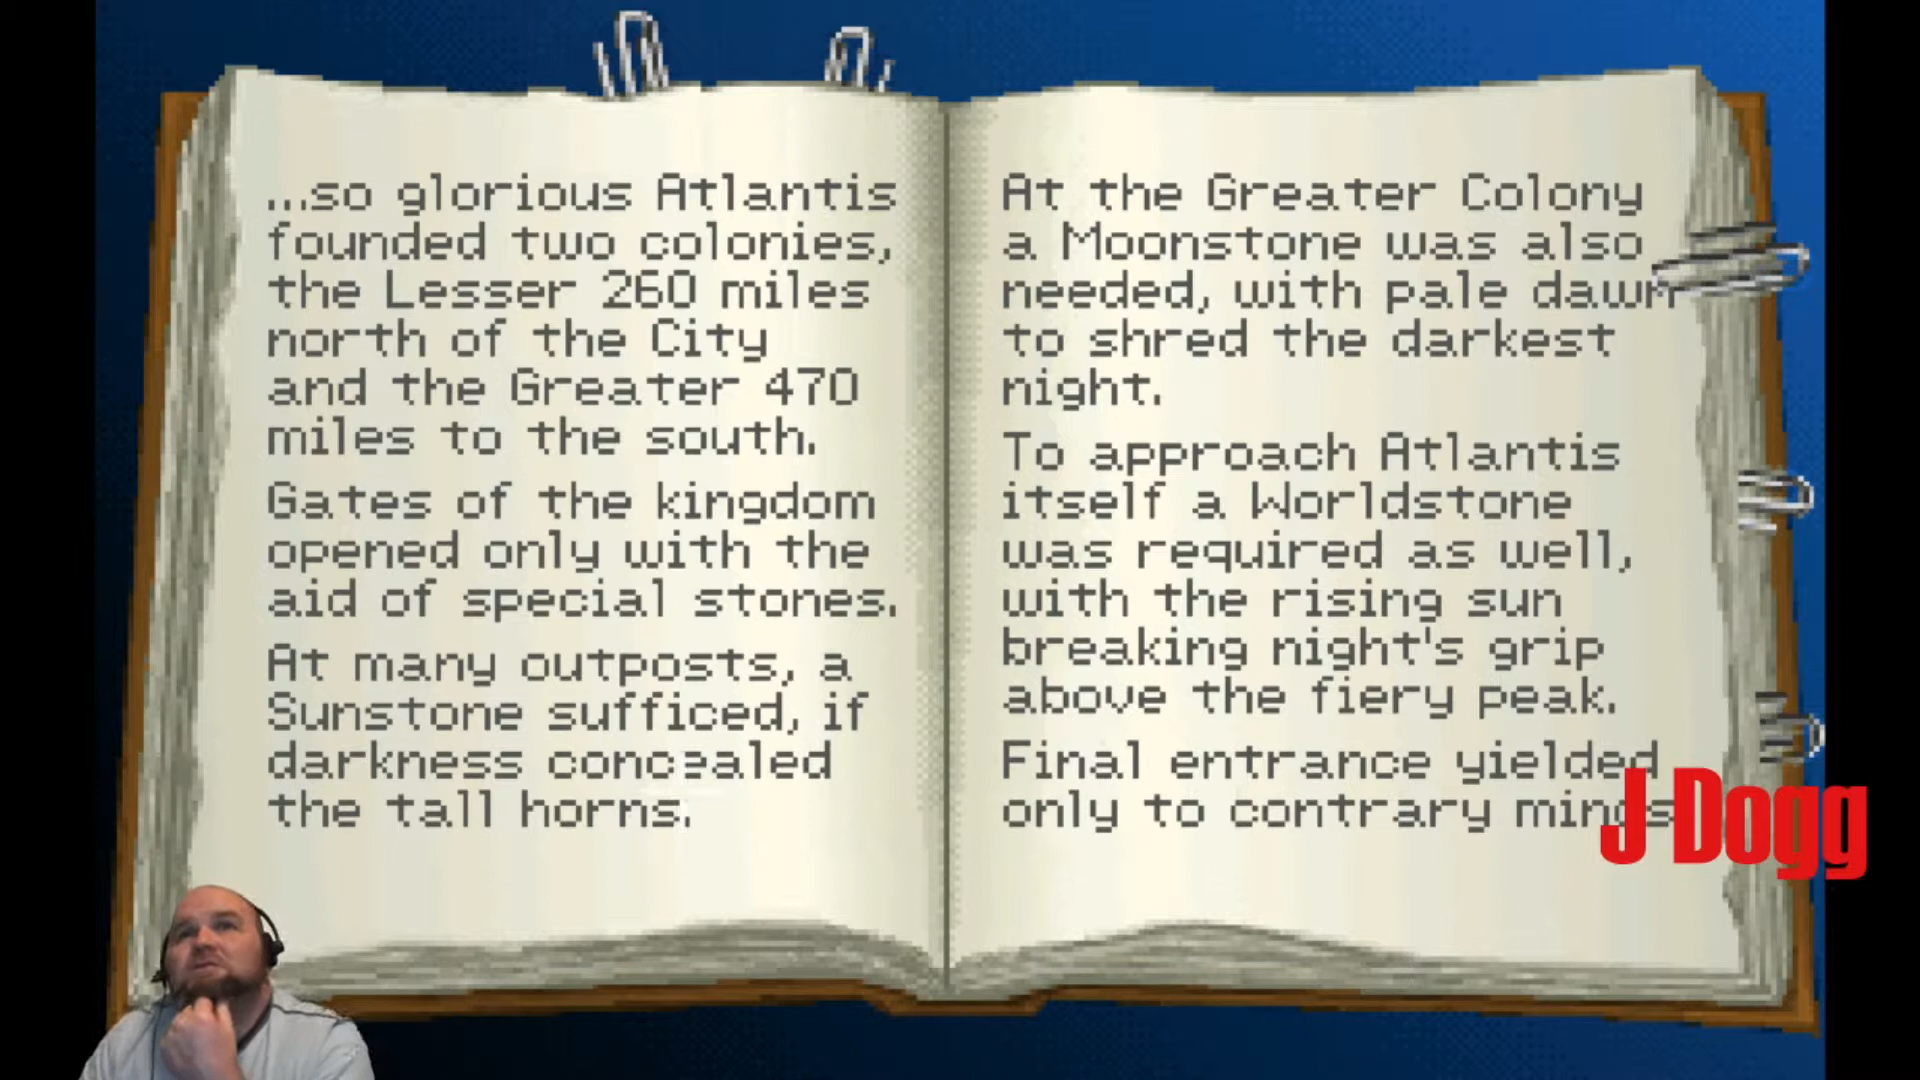 ...so glorious Atlantis
founded two colonies,
the Lesser 260 miles
north of the City
and the Greater 470
miles to the south.
Gates of the kingdom
opened only with the
aid of special stones.
At many outposts, a
Sunstone sufficed, if
darkness concealed
the tall horns.
At the Greater Colony
a Moonstone was also
needed, with pale dawn
to shred the darkest
night.
To approach Atlantis
itself a Worldstone
was required as well,
with the rising sun
breaking night's grip
above the fiery peak.
Final entrance yielded
only to contrary minds
J Dogg